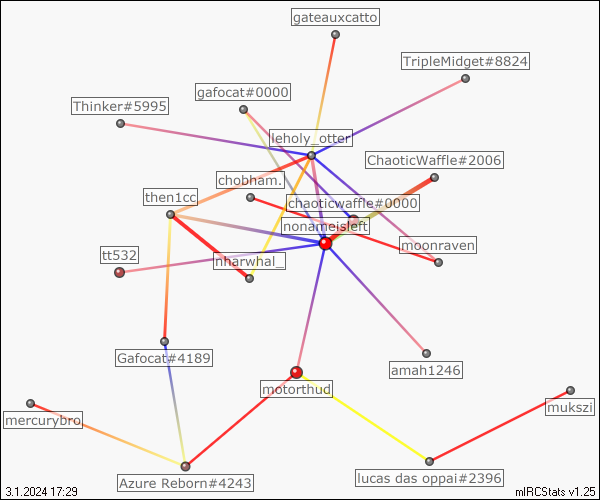 gateauxcatto
TripleMidget#8824
gafocat#0000
Thinker#5995
leholy_otter
ChaoticWaffle#2006
chobham.
then1cc
chaoticwaffle#0000
nonameisleft
moonraven
tt532
nharwhal_
Gafocat#4189
amah1246
motorthud
mukszi
mercurybro
Azure Reborn#4243
lucas das oppai#2396
3.1.2024 17:29
mIRCStats v1.25